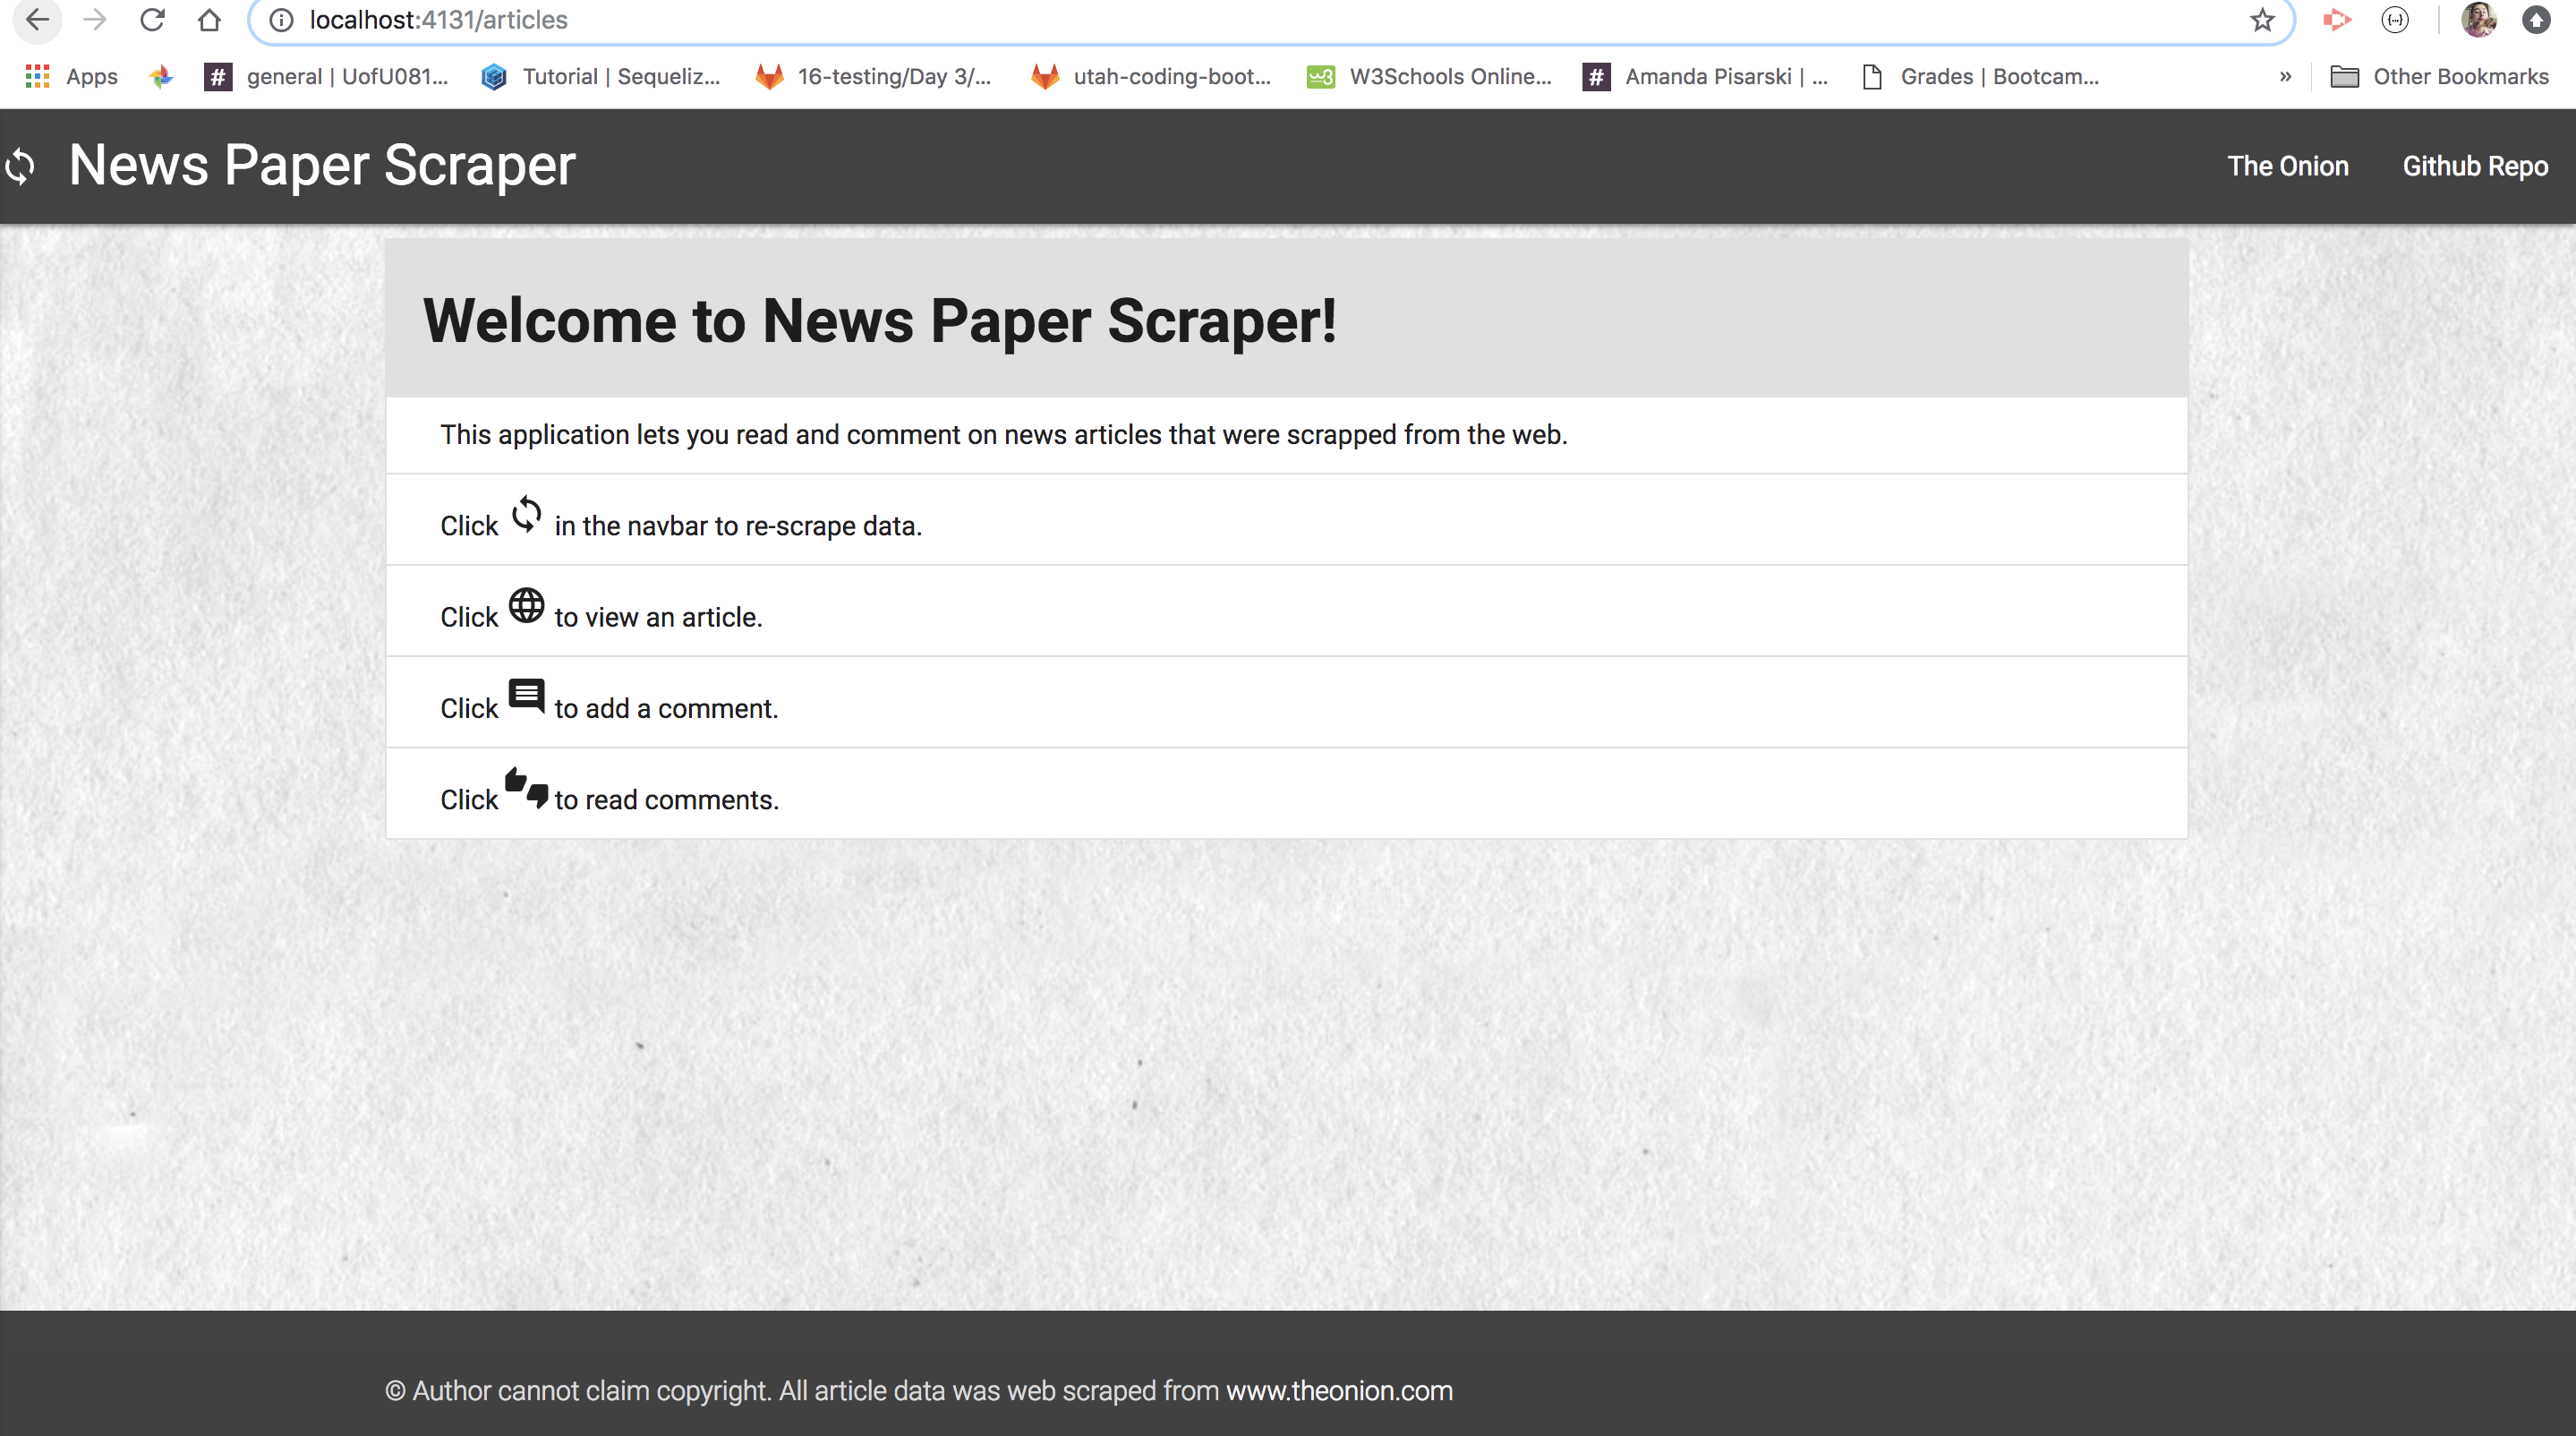 localhost:4131/articles
Apps # general | UofU081... Tutorial | Sequeliz... 16-testing/Day 3/... utah-coding-boot... w3 W3Schools Online... # Amanda Pisarski | ... Grades | Bootcam... » Other Bookmarks
News Paper Scraper The Onion Github Repo
Welcome to News Paper Scraper!
This application lets you read and comment on news articles that were scrapped from the web.
Click in the navbar to re-scrape data.
Click to view an article.
Click to add a comment.
Click to read comments.
© Author cannot claim copyright. All article data was web scraped from www.theonion.com